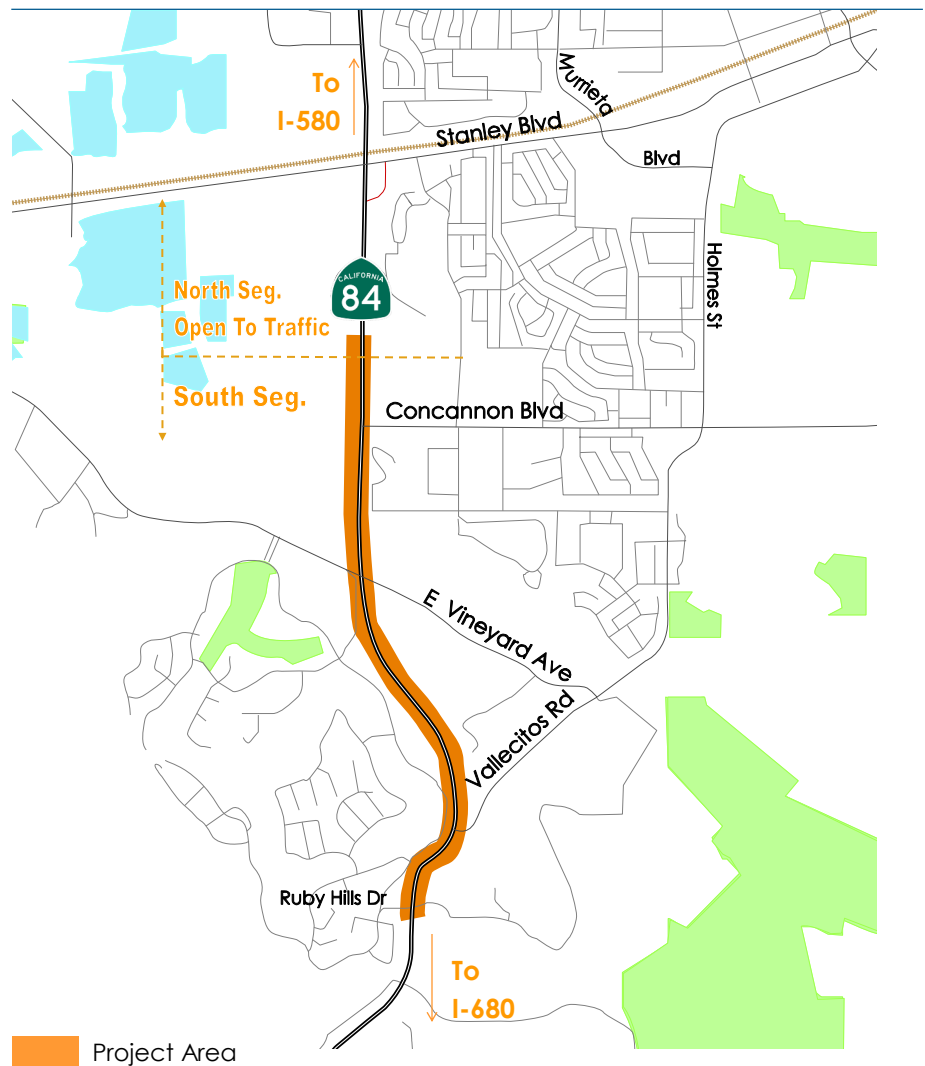 To
I-580
Murrieta
Blvd
Stanley Blvd
Holmes St
CALIFORNIA
84
North Seg.
Open To Traffic
South Seg.
Concannon Blvd
E Vineyard Ave
Vallecitos Rd
Ruby Hills Dr
To
I-680
Project Area